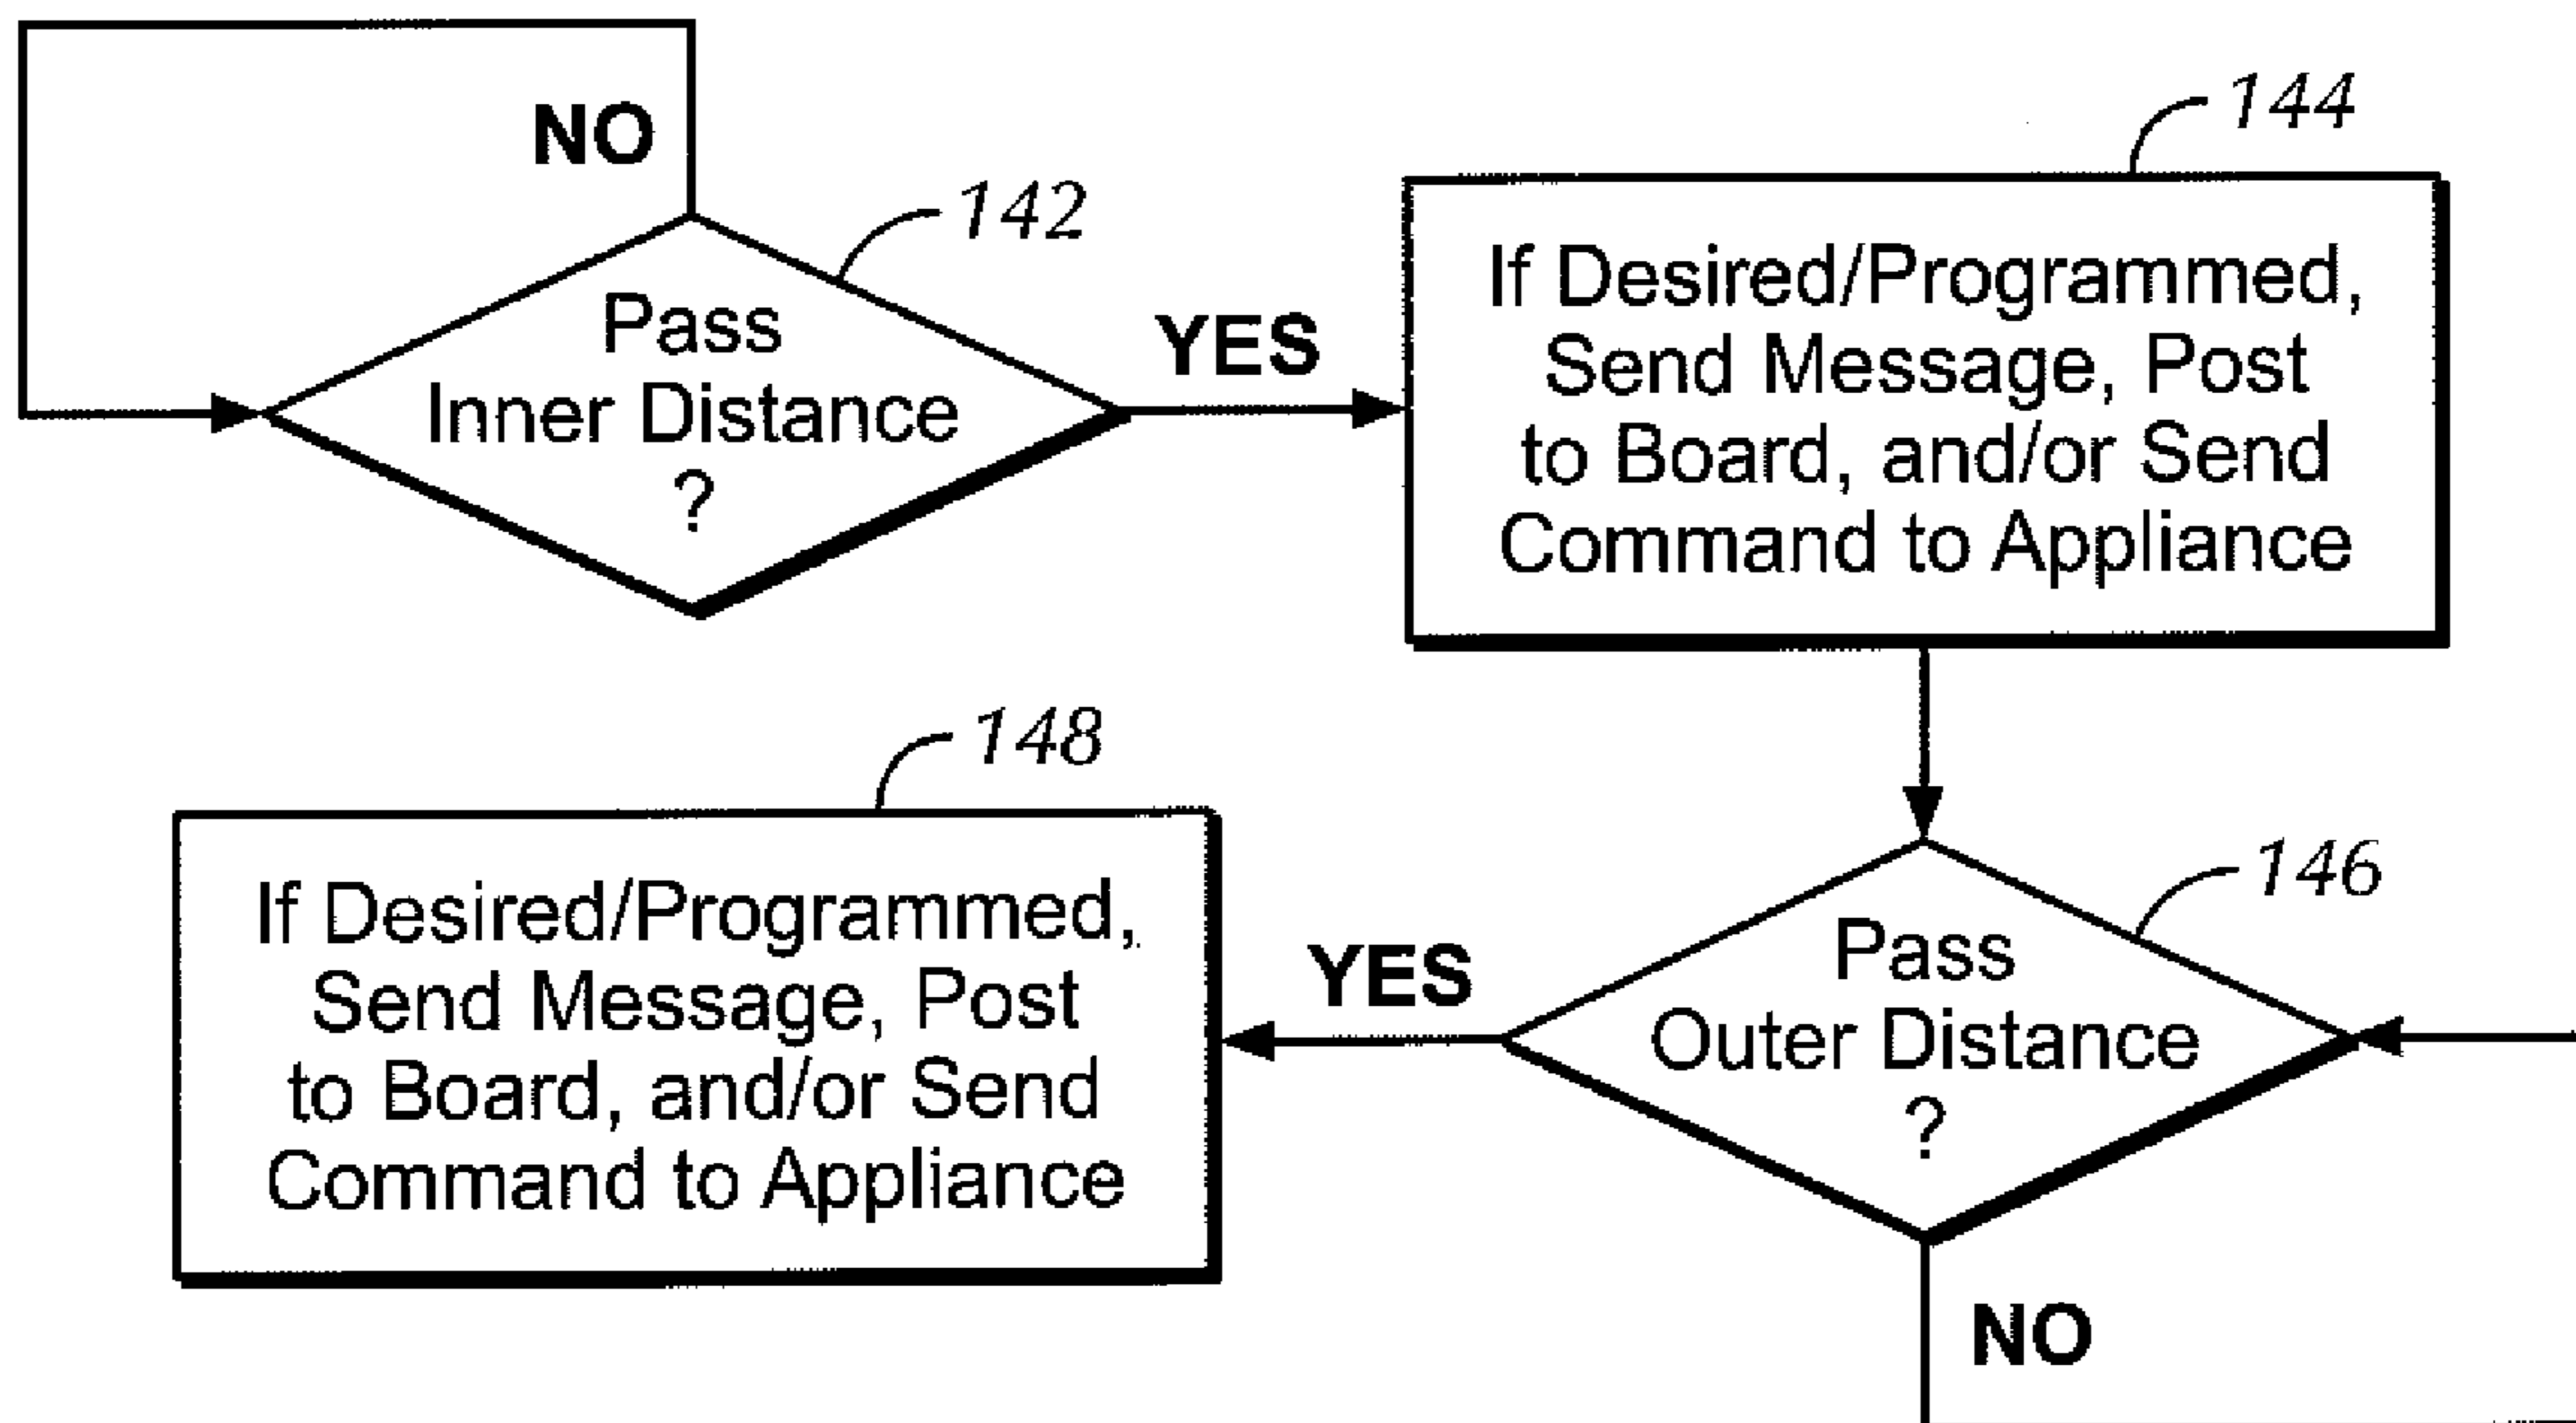 NO
142
Pass
Inner Distance
?
YES
144
If Desired/Programmed,
Send Message, Post
to Board, and/or Send
Command to Appliance
146
Pass
Outer Distance
?
NO
YES
148
If Desired/Programmed,
Send Message, Post
to Board, and/or Send
Command to Appliance